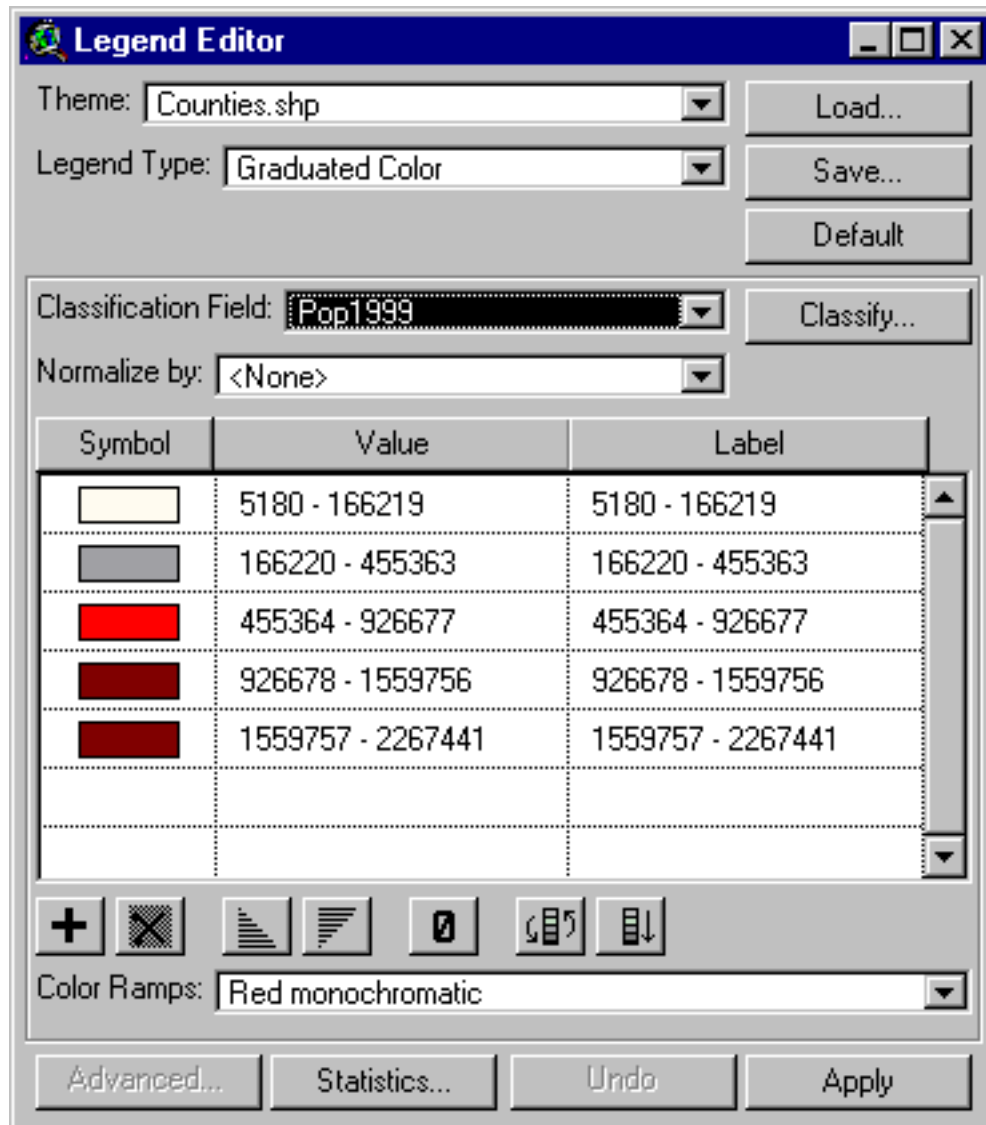 Legend Editor
Theme: Counties.shp
Load...
Legend Type: Graduated Color
Save...
Default
Classification Field: Pop1999
Classify...
Normalize by: <None>
Symbol Value Label
5180 - 166219 5180 - 166219
166220 - 455363 166220 - 455363
455364 - 926677 455364 - 926677
926678 - 1559756 926678 - 1559756
1559757 - 2267441 1559757 - 2267441
0
Color Ramps: Red monochromatic
Advanced... Statistics... Undo Apply